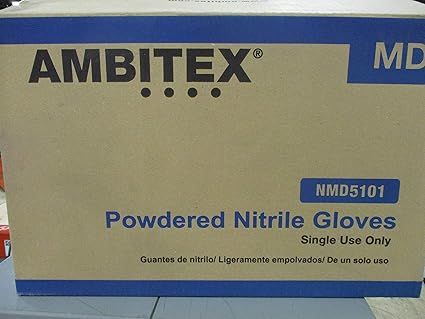 AMBITEX®
MD
NMD5101
Powdered Nitrile Gloves
Single Use Only
Guantes de nitrilo/ Ligeramente empolvados/ De un solo uso